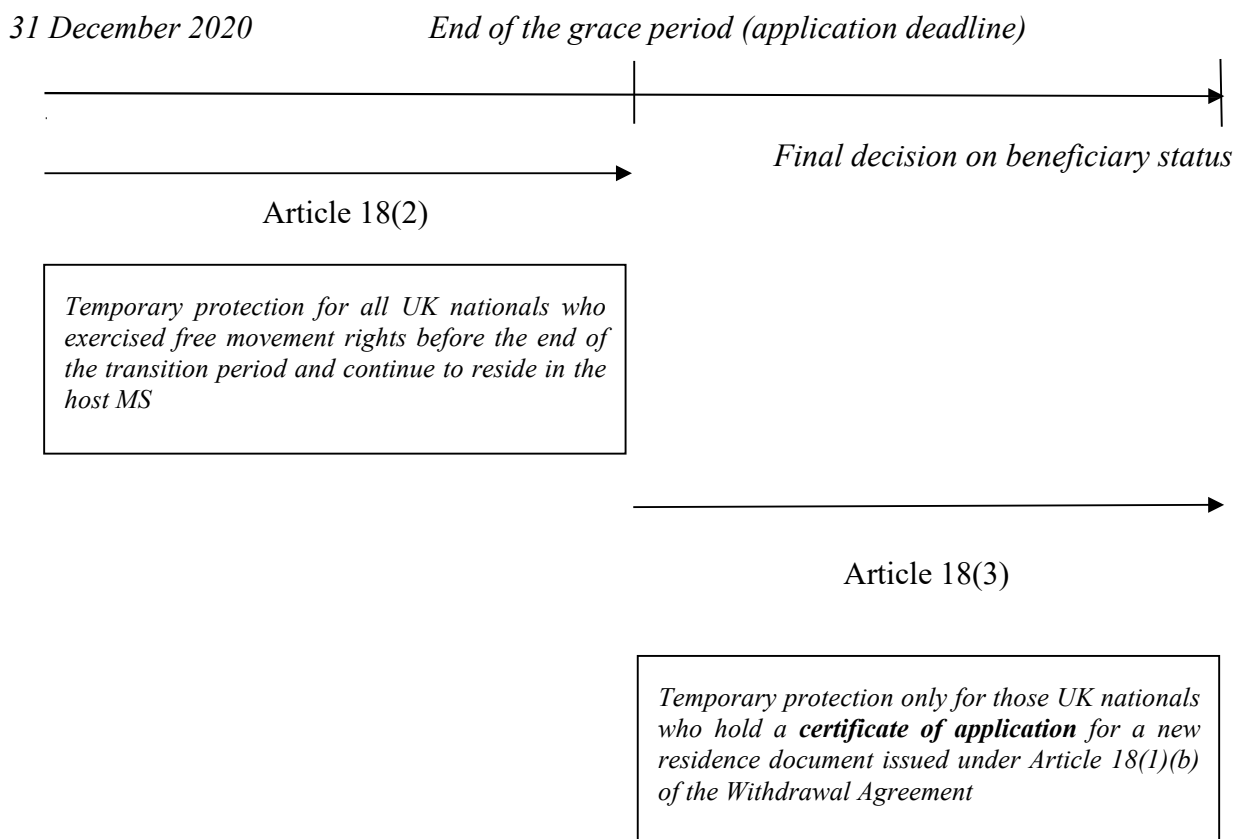 31 December 2020
End of the grace period (application deadline)
Final decision on beneficiary status
Article 18(2)
Temporary protection for all UK nationals who
exercised free movement rights before the end of
the transition period and continue to reside in the
host MS
Article 18(3)
Temporary protection only for those UK nationals
who hold a certificate of application for a new
residence document issued under Article 18(1)(b)
of the Withdrawal Agreement